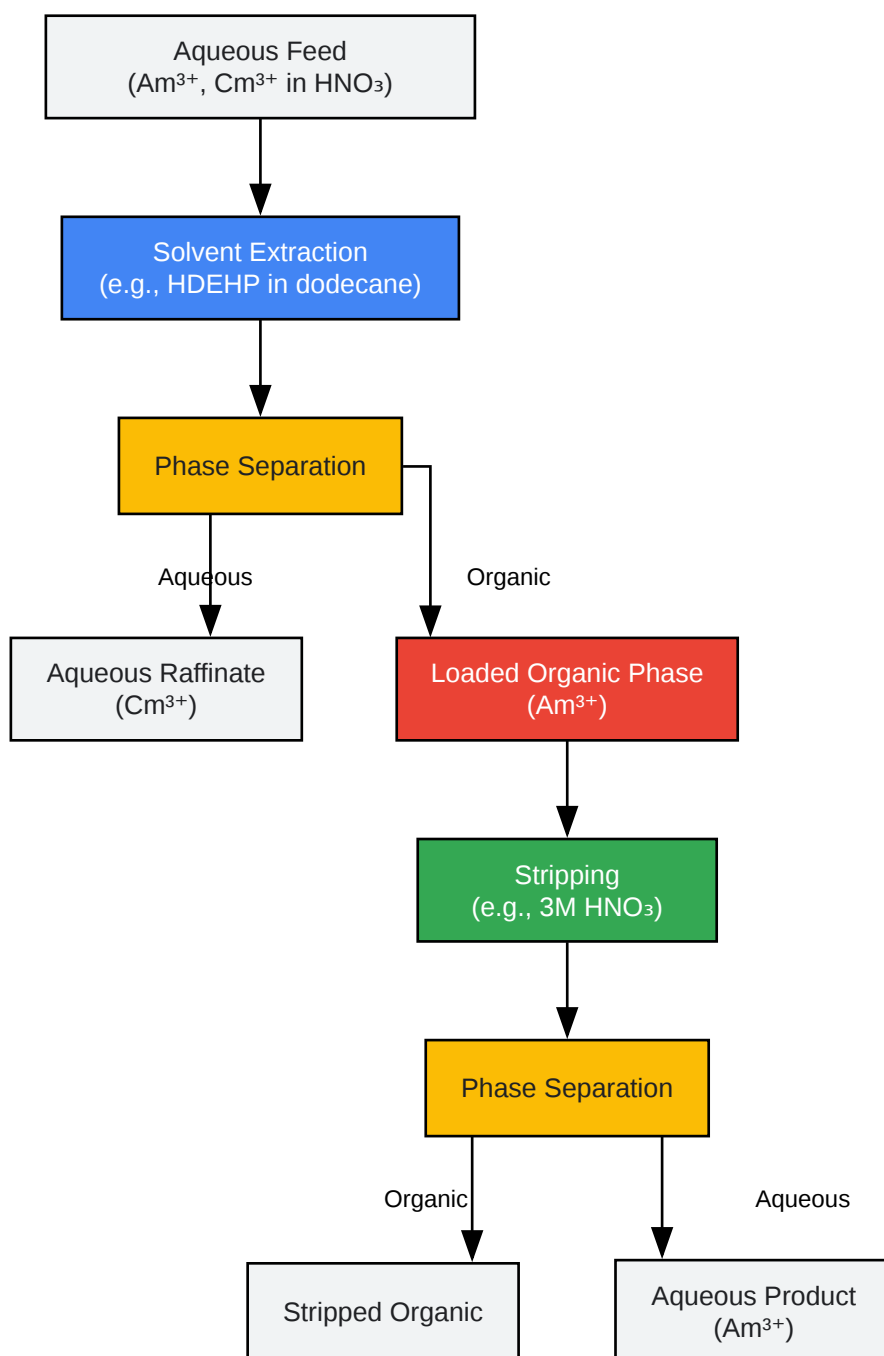 Aqueous Feed
(Am³⁺, Cm³⁺ in HNO₃)
Solvent Extraction
(e.g., HDEHP in dodecane)
Phase Separation
Aqueous
Organic
Aqueous Raffinate
(Cm³⁺)
Loaded Organic Phase
(Am³⁺)
Stripping
(e.g., 3M HNO₃)
Phase Separation
Organic
Aqueous
Stripped Organic
Aqueous Product
(Am³⁺)